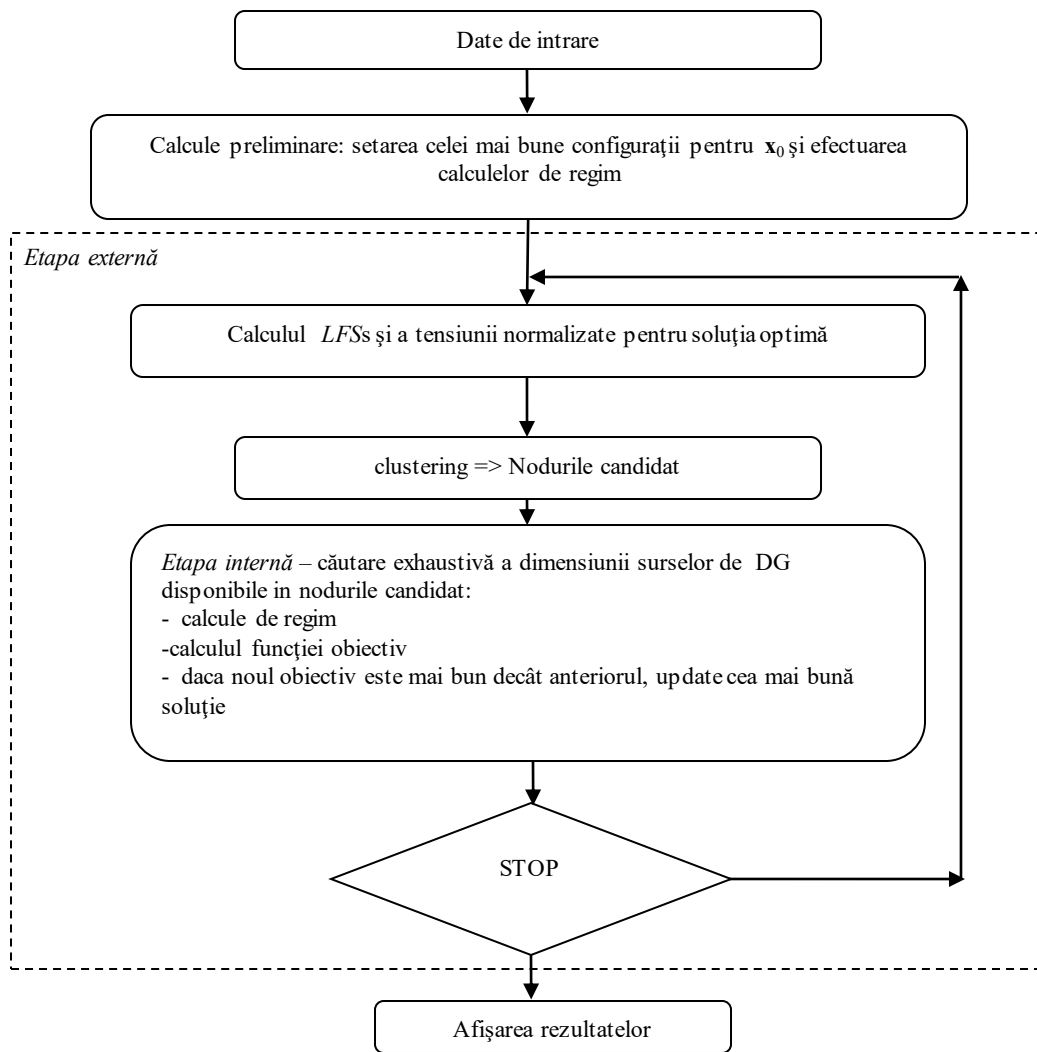 Date de intrare
Calcule preliminare: setarea celei mai bune configuraţii pentru x₀ şi efectuarea
calculelor de regim
Etapa externă
Calculul LFSs şi a tensiunii normalizate pentru soluţia optimă
clustering => Nodurile candidat
Etapa internă – căutare exhaustivă a dimensiunii surselor de DG
disponibile in nodurile candidat:
- calcule de regim
-calculul funcţiei obiectiv
- daca noul obiectiv este mai bun decât anteriorul, update cea mai bună
soluţie
STOP
Afişarea rezultatelor